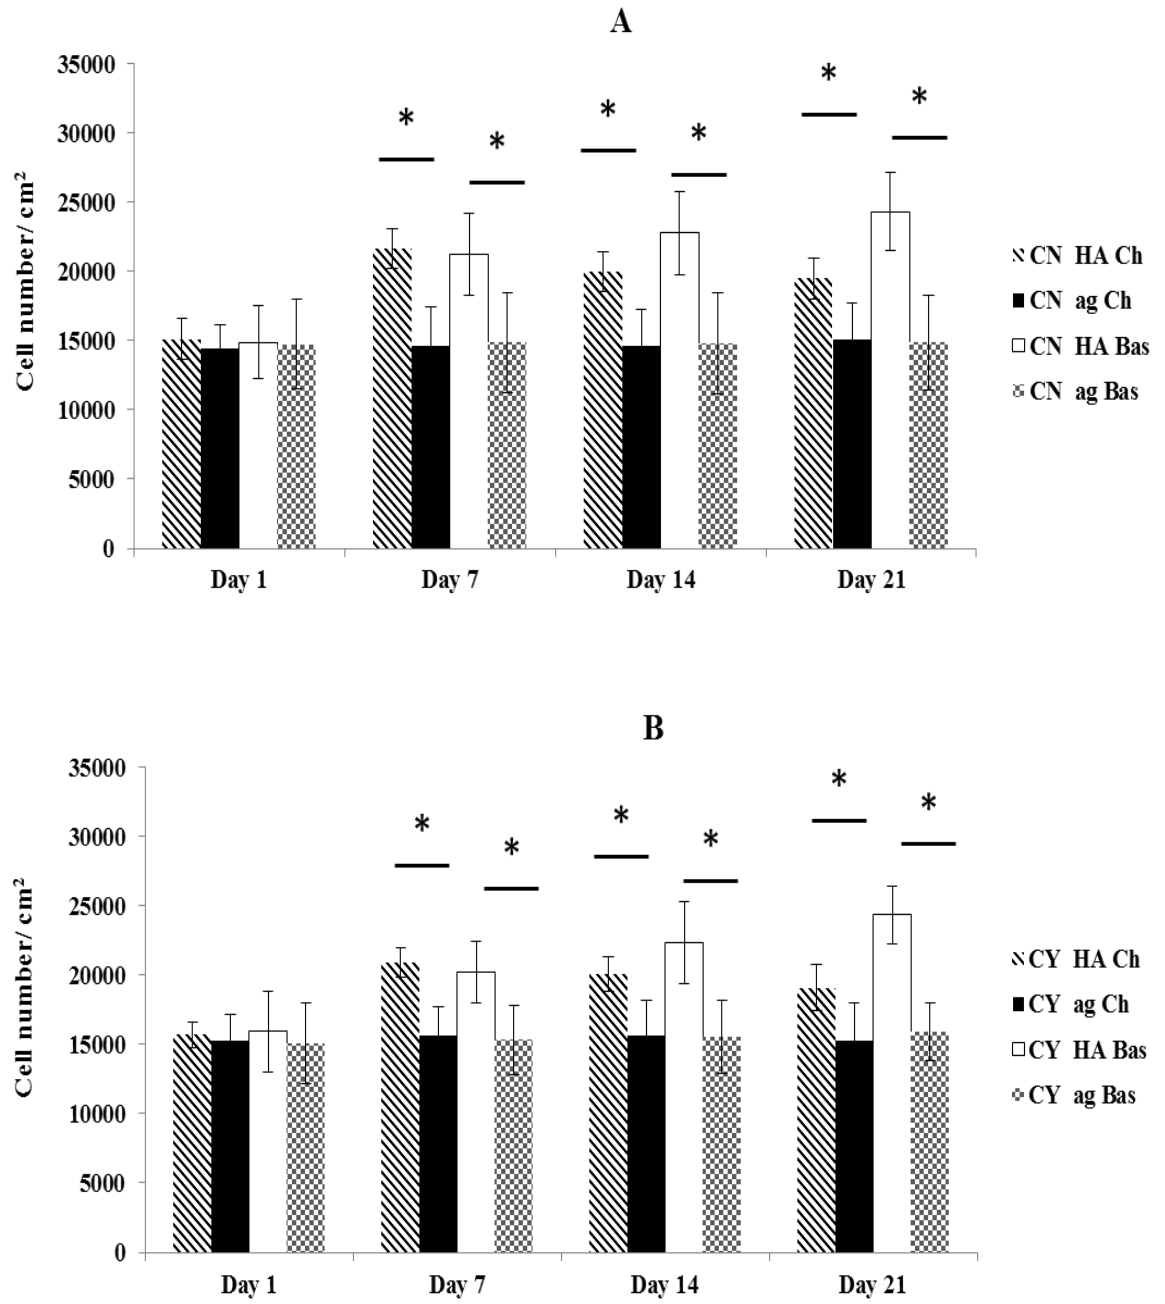 A
35000
30000
25000
20000
15000
10000
5000
0
Cell number/ cm²
* * * * * *
Day 1 Day 7 Day 14 Day 21
CN HA Ch
CN ag Ch
CN HA Bas
CN ag Bas
B
35000
30000
25000
20000
15000
10000
5000
0
Cell number/ cm²
* * * * * *
Day 1 Day 7 Day 14 Day 21
CY HA Ch
CY ag Ch
CY HA Bas
CY ag Bas